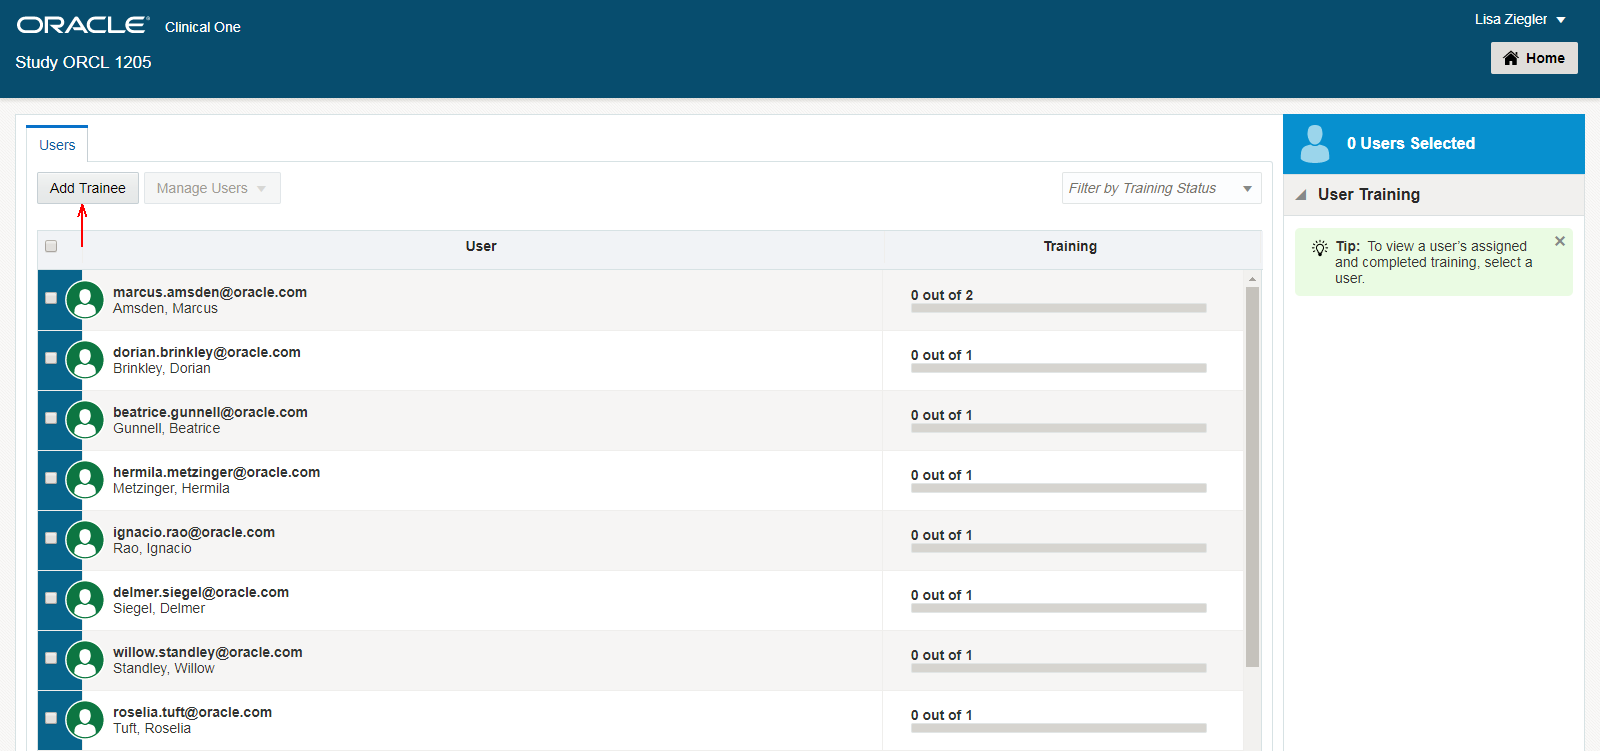 ORACLE® Clinical One
Lisa Ziegler
Study ORCL 1205
Home
Users
0 Users Selected
Add Trainee
Manage Users
Filter by Training Status
User Training
Tip: To view a user's assigned
and completed training, select a
user.
User
Training
marcus.amsden@oracle.com
Amsden, Marcus
0 out of 2
dorian.brinkley@oracle.com
Brinkley, Dorian
0 out of 1
beatrice.gunnell@oracle.com
Gunnell, Beatrice
0 out of 1
hermila.metzinger@oracle.com
Metzinger, Hermila
0 out of 1
ignacio.rao@oracle.com
Rao, Ignacio
0 out of 1
delmer.siegel@oracle.com
Siegel, Delmer
0 out of 1
willow.standley@oracle.com
Standley, Willow
0 out of 1
roselia.tuft@oracle.com
Tuft, Roselia
0 out of 1